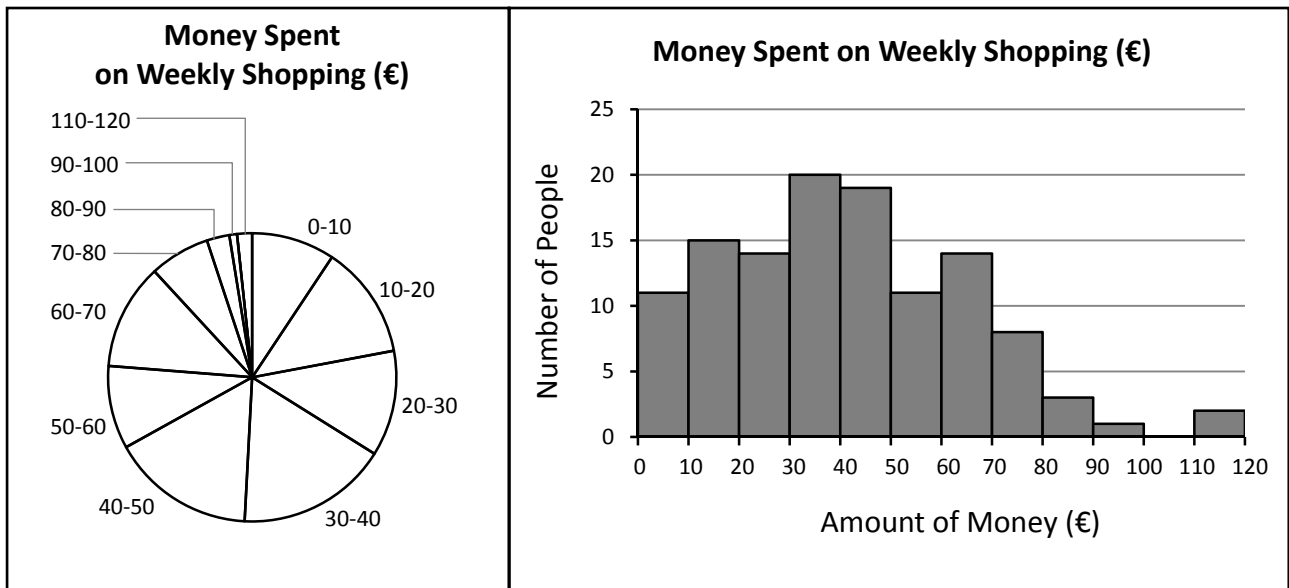 Money Spent
on Weekly Shopping (€)
110-120
90-100
80-90
70-80
60-70
50-60
40-50
0-10
10-20
20-30
30-40
Money Spent on Weekly Shopping (€)
Number of People
25
20
15
10
5
0
0 10 20 30 40 50 60 70 80 90 100 110 120
Amount of Money (€)